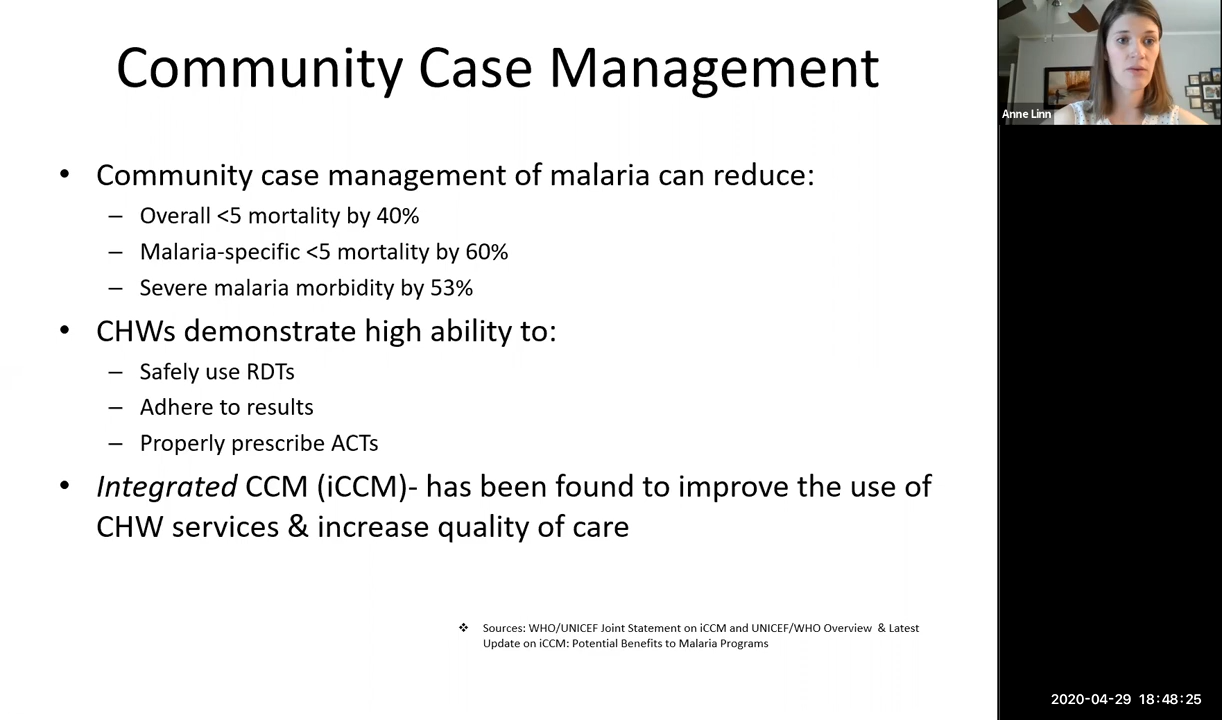 Community Case Management
• Community case management of malaria can reduce:
– Overall <5 mortality by 40%
– Malaria-specific <5 mortality by 60%
– Severe malaria morbidity by 53%
• CHWs demonstrate high ability to:
– Safely use RDTs
– Adhere to results
– Properly prescribe ACTs
• Integrated CCM (iCCM)- has been found to improve the use of
CHW services & increase quality of care
❖ Sources: WHO/UNICEF Joint Statement on iCCM and UNICEF/WHO Overview & Latest
Update on iCCM: Potential Benefits to Malaria Programs
Anne Linn
2020-04-29 18:48:25